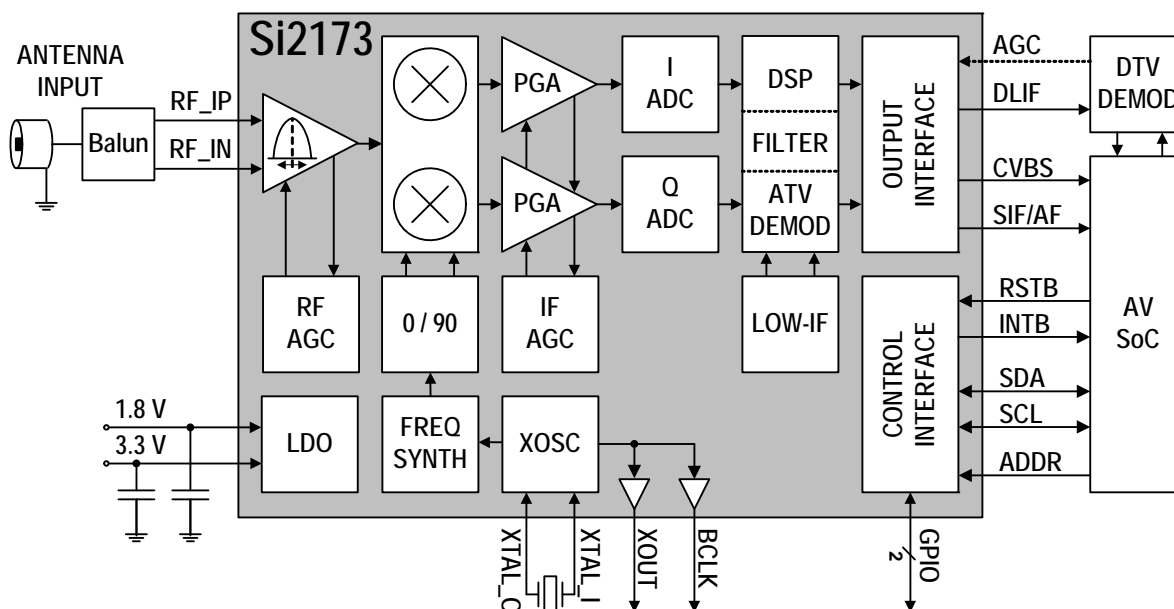 Si2173
ANTENNA
INPUT
Balun
RF_IP
RF_IN
PGA
PGA
I
ADC
Q
ADC
DSP
FILTER
ATV
DEMOD
OUTPUT
INTERFACE
AGC
DLIF
CVBS
SIF/AF
DTV
DEMOD
RF
AGC
0 / 90
IF
AGC
LOW-IF
CONTROL
INTERFACE
RSTB
INTB
SDA
SCL
ADDR
AV
SoC
1.8 V
3.3 V
LDO
FREQ
SYNTH
XOSC
XTAL_O
XTAL_I
XOUT
BCLK
GPIO
2